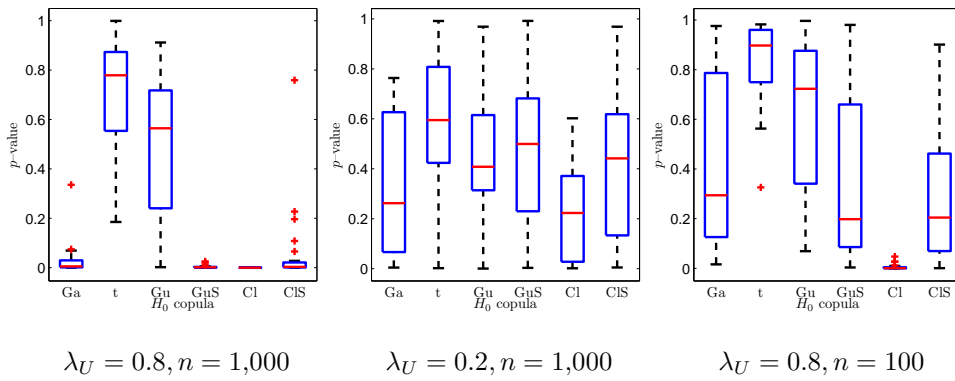 1
0.8
0.6
0.4
0.2
0
p–value
Ga t Gu GuS Cl ClS
H₀ copula
1
0.8
0.6
0.4
0.2
0
p–value
Ga t Gu GuS Cl ClS
H₀ copula
1
0.8
0.6
0.4
0.2
0
p–value
Ga t Gu GuS Cl ClS
H₀ copula
λ_U = 0.8, n = 1,000
λ_U = 0.2, n = 1,000
λ_U = 0.8, n = 100